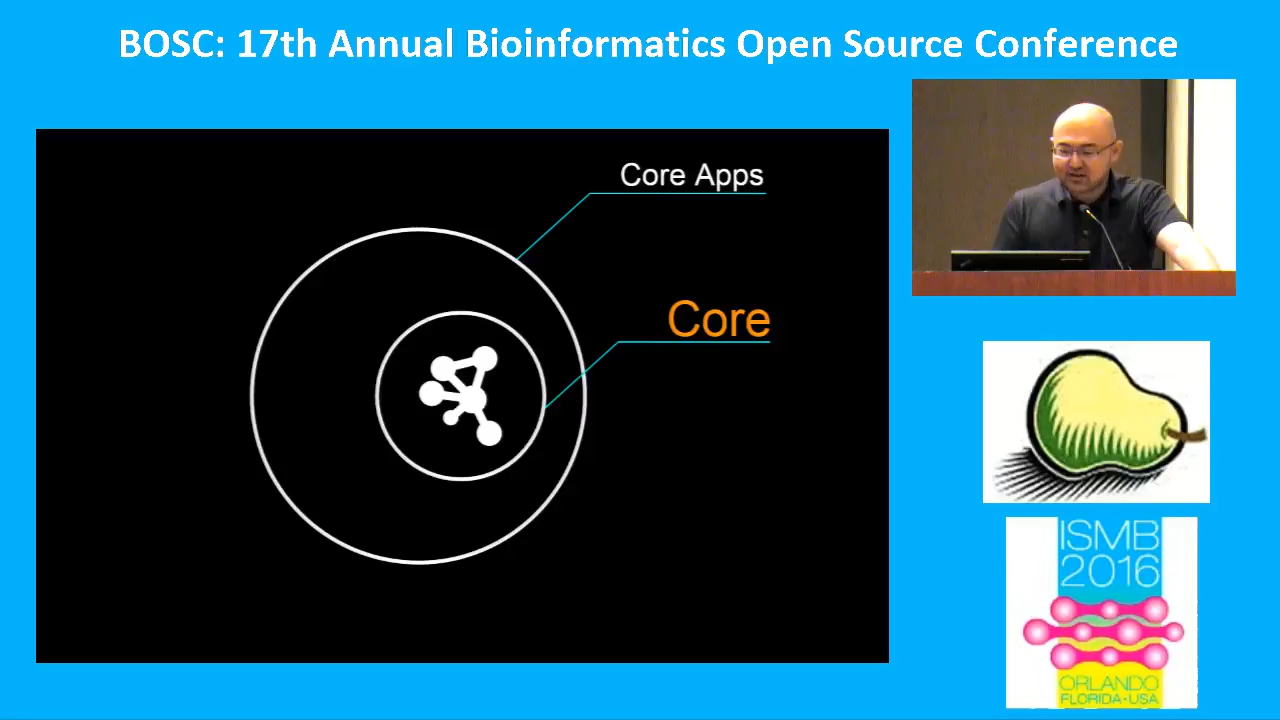 BOSC: 17th Annual Bioinformatics Open Source Conference
Core Apps
Core
ISMB
2016
ORLANDO
FLORIDA-USA